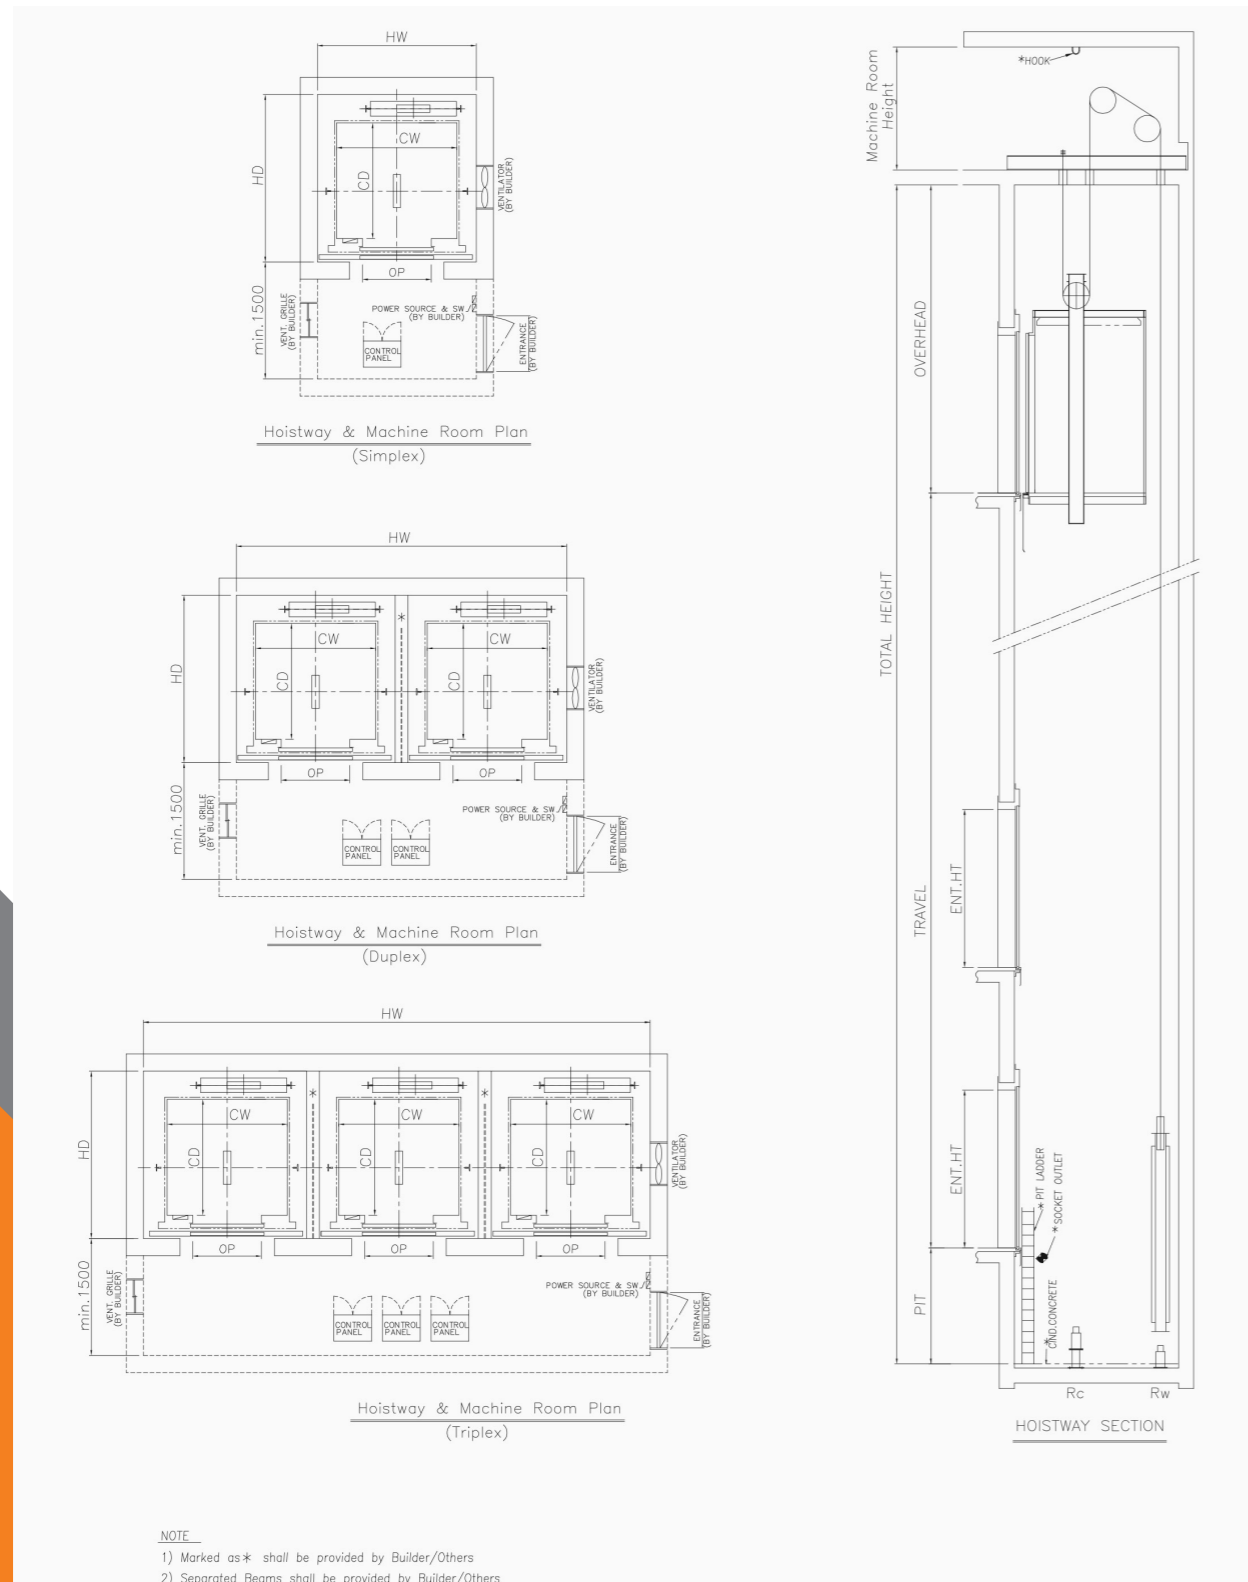 HW
HD
CW
CD
VENTILATOR
(BY BUILDER)
OP
min.1500
VENT. GRILLE
(BY BUILDER)
POWER SOURCE & SW.
(BY BUILDER)
CONTROL
PANEL
ENTRANCE
(BY BUILDER)
Hoistway & Machine Room Plan
(Simplex)
HW
HD
CW
CD
*
CW
CD
VENTILATOR
(BY BUILDER)
OP
OP
min.1500
VENT. GRILLE
(BY BUILDER)
POWER SOURCE & SW.
(BY BUILDER)
CONTROL
PANEL
CONTROL
PANEL
ENTRANCE
(BY BUILDER)
Hoistway & Machine Room Plan
(Duplex)
HW
HD
CW
CD
*
CW
CD
*
CW
CD
VENTILATOR
(BY BUILDER)
OP
OP
OP
min.1500
VENT. GRILLE
(BY BUILDER)
POWER SOURCE & SW.
(BY BUILDER)
CONTROL
PANEL
CONTROL
PANEL
CONTROL
PANEL
ENTRANCE
(BY BUILDER)
Hoistway & Machine Room Plan
(Triplex)
*HOOK
Machine Room
Height
OVERHEAD
TOTAL HEIGHT
TRAVEL
ENT.HT
ENT.HT
*PIT LADDER
*SOCKET OUTLET
PIT
*CIND.CONCRETE
Rc
Rw
HOISTWAY SECTION
NOTE
1) Marked as* shall be provided by Builder/Others
2) Separated Beams shall be provided by Builder/Others